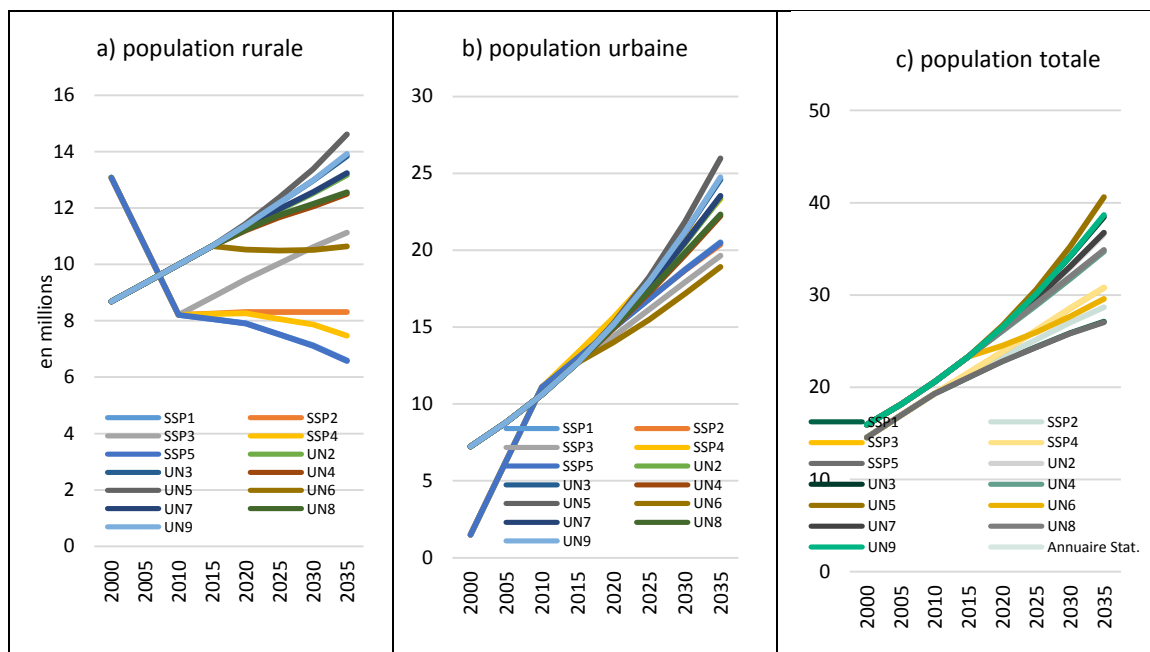 a) population rurale
en millions
16
14
12
10
8
6
4
2
0
SSP1 SSP2
SSP3 SSP4
SSP5 UN2
UN3 UN4
UN5 UN6
UN7 UN8
UN9
2000 2005 2010 2015 2020 2025 2030 2035
b) population urbaine
30
25
20
15
10
5
0
SSP1 SSP2
SSP3 SSP4
SSP5 UN2
UN3 UN4
UN5 UN6
UN7 UN8
UN9
2000 2005 2010 2015 2020 2025 2030 2035
c) population totale
50
40
30
20
10
0
SSP1 SSP2
SSP3 SSP4
SSP5 UN2
UN3 UN4
UN5 UN6
UN7 UN8
UN9 Annuaire Stat.
2000 2005 2010 2015 2020 2025 2030 2035